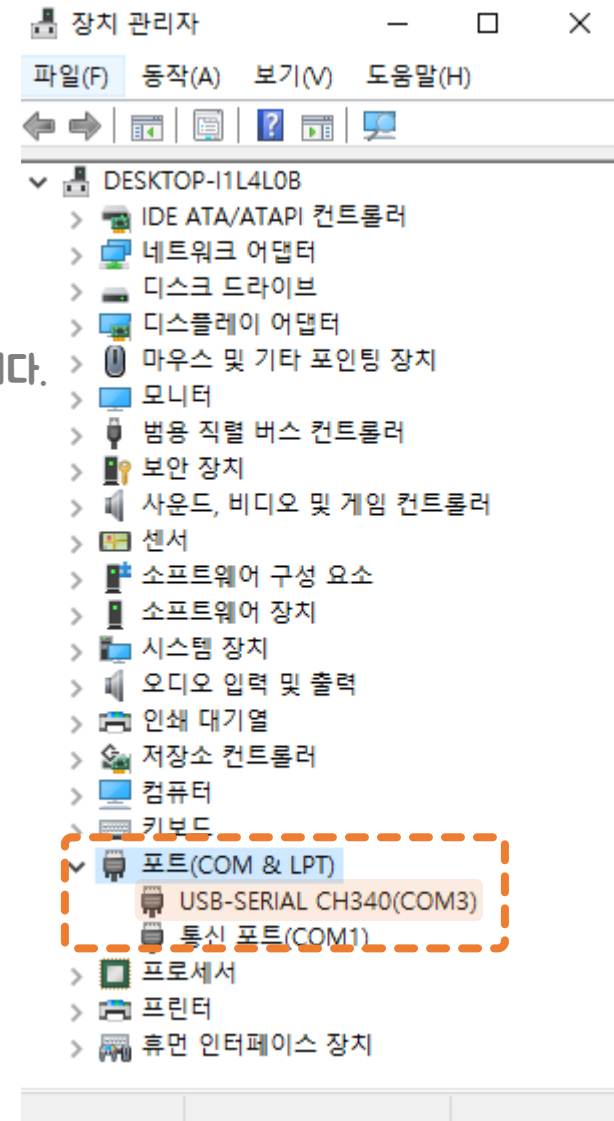 장치 관리자
파일(F) 동작(A) 보기(V) 도움말(H)
DESKTOP-I1L4L0B
IDE ATA/ATAPI 컨트롤러
네트워크 어댑터
디스크 드라이브
디스플레이 어댑터
마우스 및 기타 포인팅 장치
다.
모니터
범용 직렬 버스 컨트롤러
보안 장치
사운드, 비디오 및 게임 컨트롤러
센서
소프트웨어 구성 요소
소프트웨어 장치
시스템 장치
오디오 입력 및 출력
인쇄 대기열
저장소 컨트롤러
컴퓨터
키보드
포트(COM & LPT)
USB-SERIAL CH340(COM3)
통신 포트(COM1)
프로세서
프린터
휴먼 인터페이스 장치